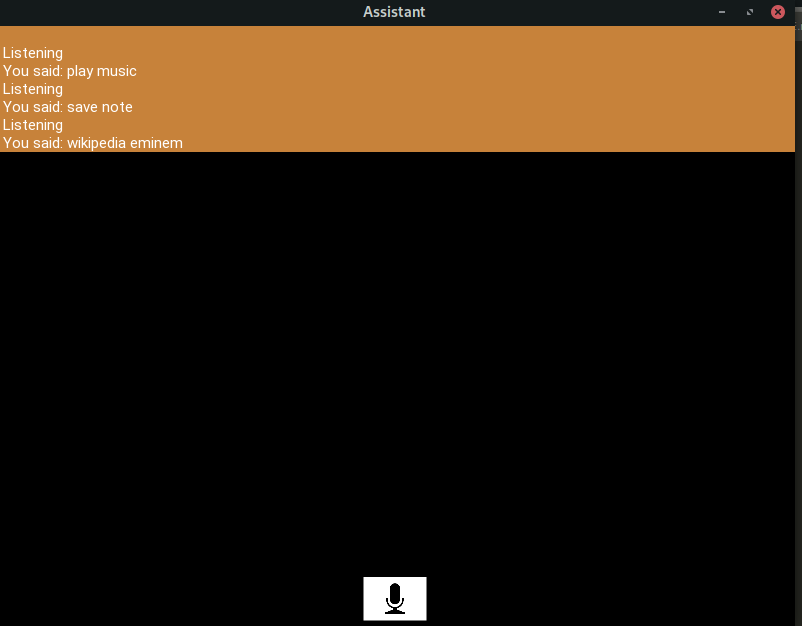 Assistant
Listening
You said: play music
Listening
You said: save note
Listening
You said: wikipedia eminem